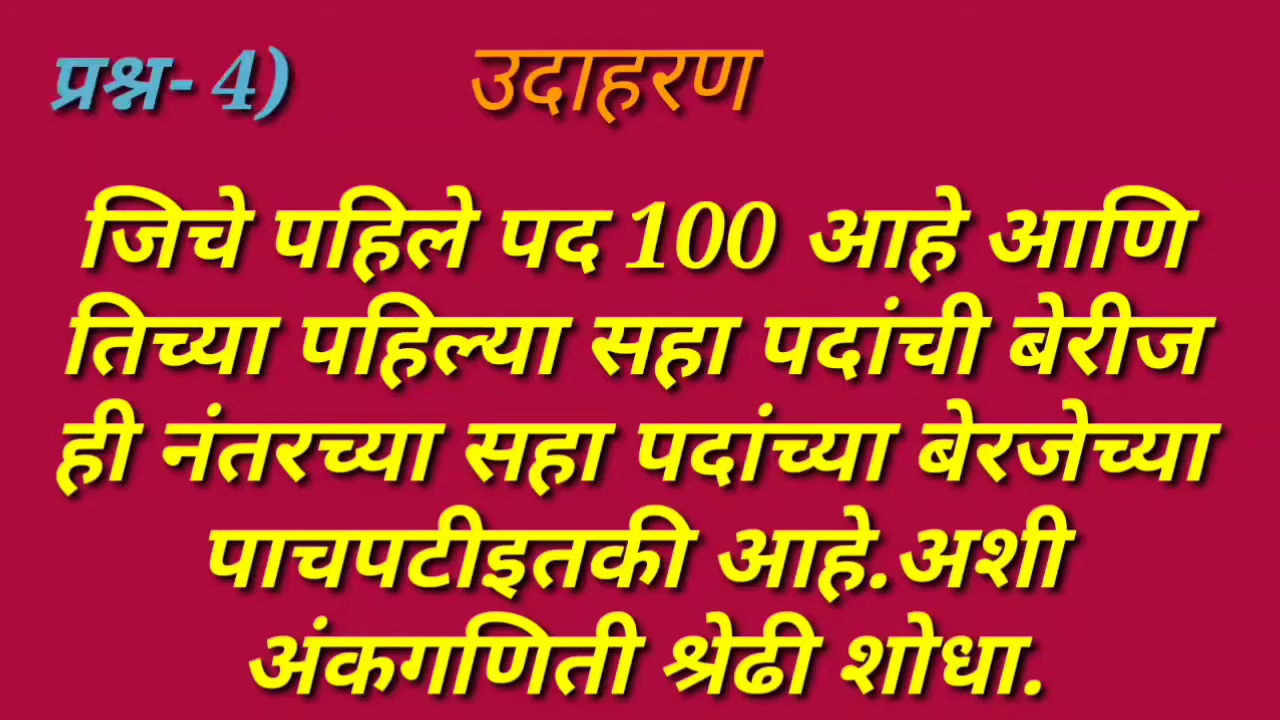 प्रश्न- 4) उदाहरण
जिचे पहिले पद 100 आहे आणि
तिच्या पहिल्या सहा पदांची बेरीज
ही नंतरच्या सहा पदांच्या बेरजेच्या
पाचपटीइतकी आहे.अशी
अंकगणिती श्रेढी शोधा.